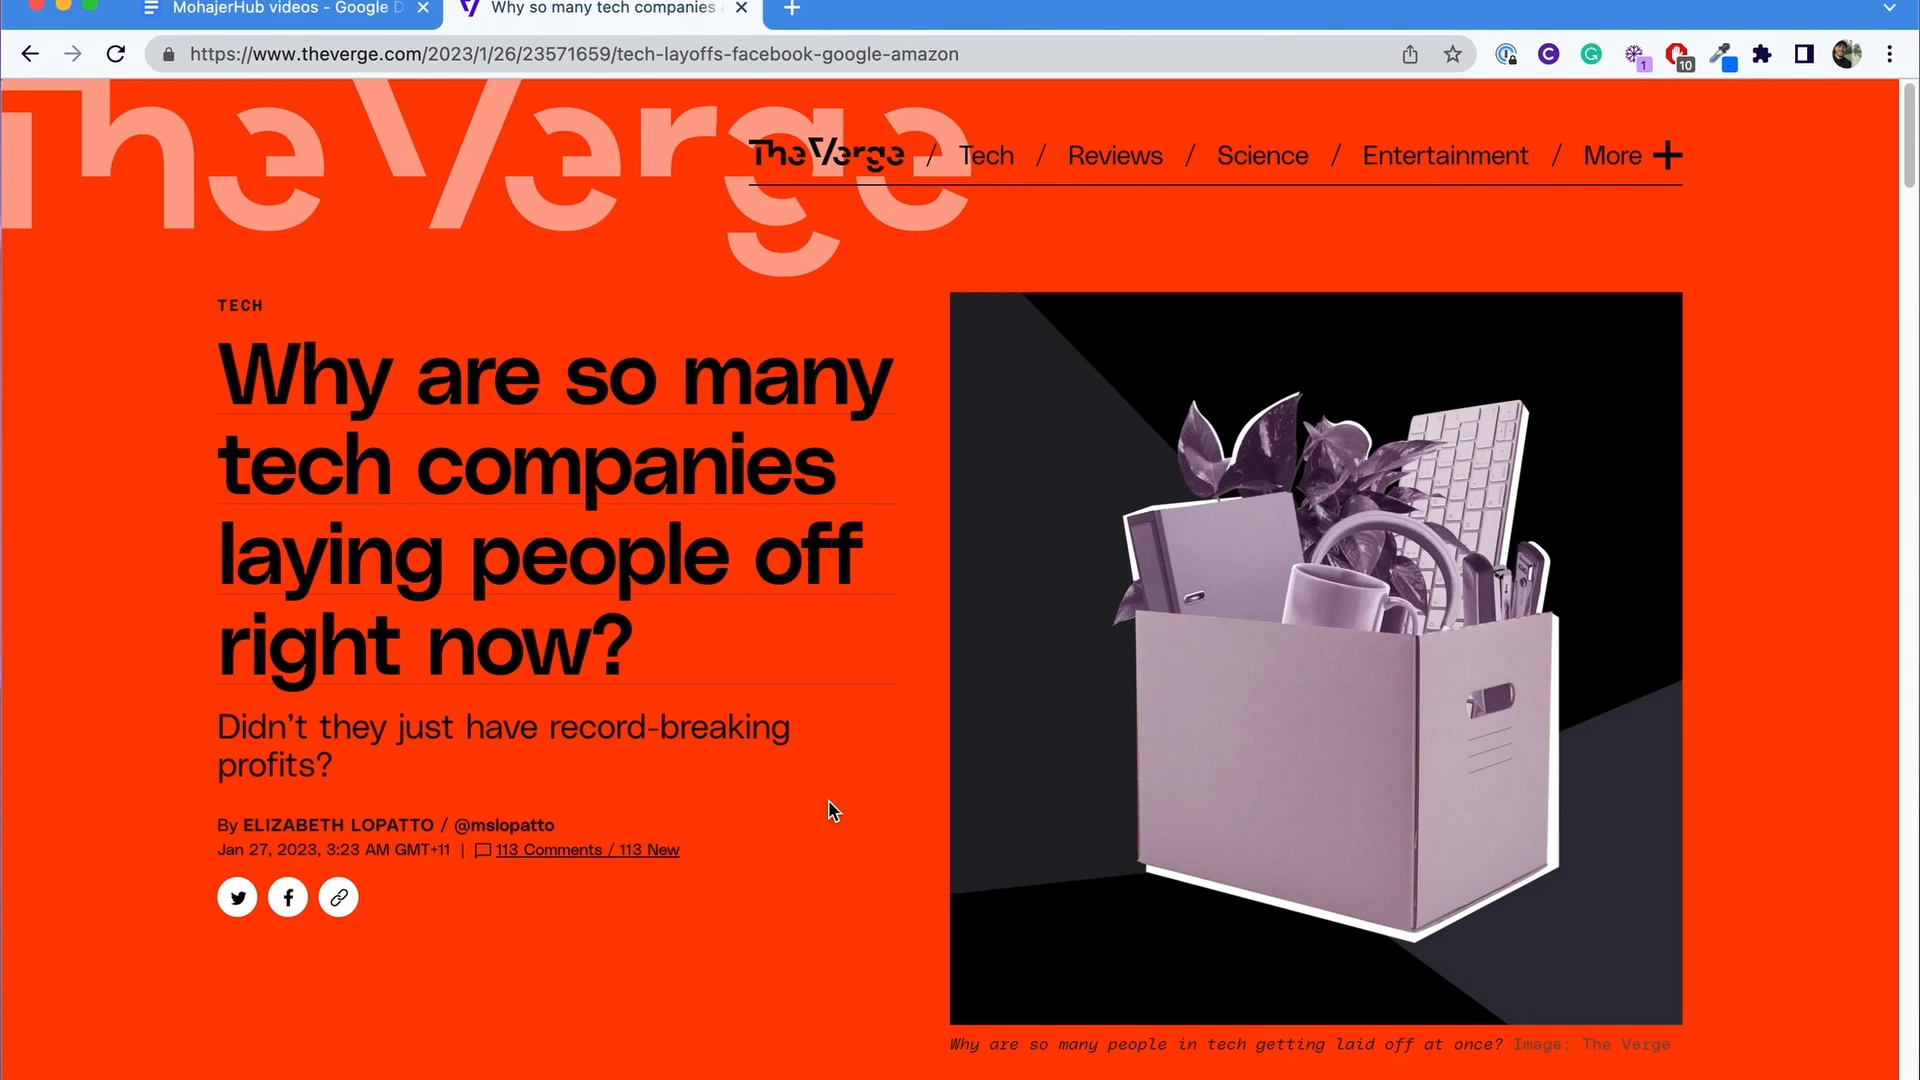 MohajerHub videos - Google D
Why so many tech companies a
https://www.theverge.com/2023/1/26/23571659/tech-layoffs-facebook-google-amazon
1
10
The Verge
TheVerge / Tech / Reviews / Science / Entertainment / More
TECH
Why are so many
tech companies
laying people off
right now?
Didn't they just have record-breaking
profits?
By ELIZABETH LOPATTO / @mslopatto
Jan 27, 2023, 3:23 AM GMT+11 | 113 Comments / 113 New
Why are so many people in tech getting laid off at once? Image: The Verge